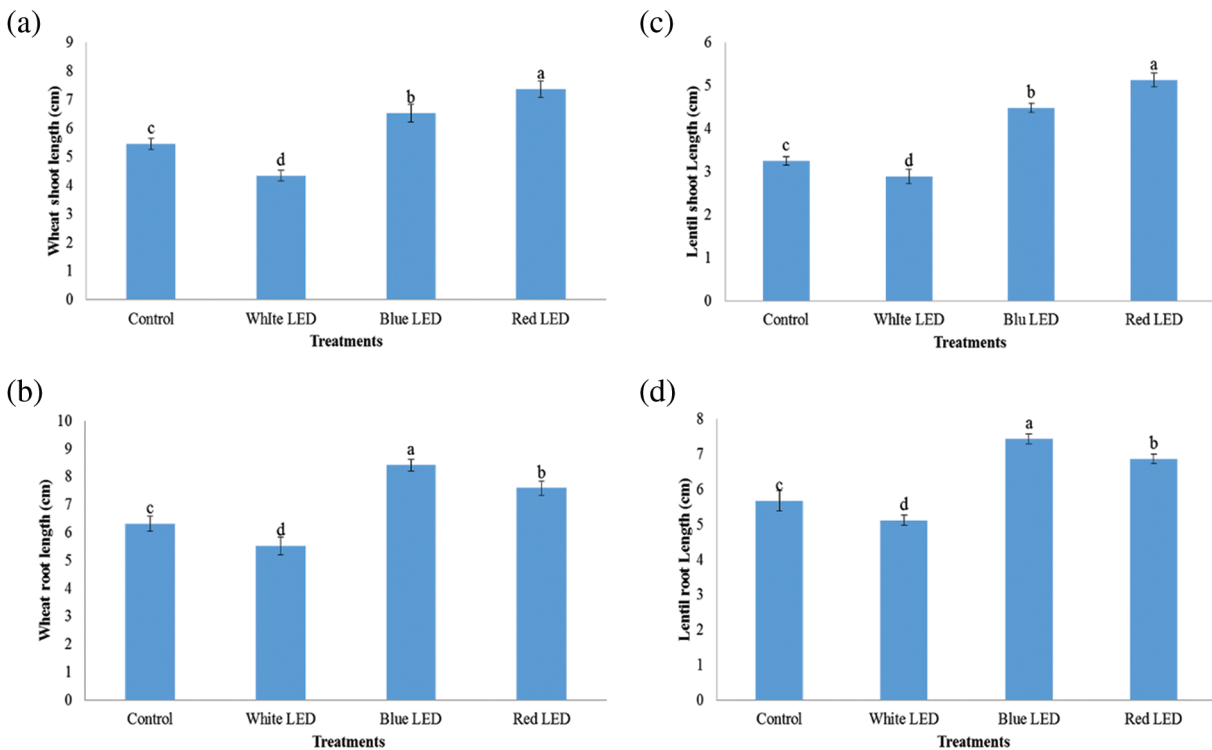 (a)
9
8
7
6
5
4
3
2
1
0
Wheat shoot length (cm)
c
d
b
a
Control
WhIte LED
Blue LED
Red LED
Treatments
(c)
6
5
4
3
2
1
0
Lentil shoot Length (cm)
c
d
b
a
Control
WhIte LED
Blu LED
Red LED
Treatments
(b)
10
9
8
7
6
5
4
3
2
1
0
Wheat root length (cm)
c
d
a
b
Control
White LED
Blue LED
Red LED
Treatments
(d)
8
7
6
5
4
3
2
1
0
Lentil root Length (cm)
c
d
a
b
Control
White LED
Blue LED
Red LED
Treatments